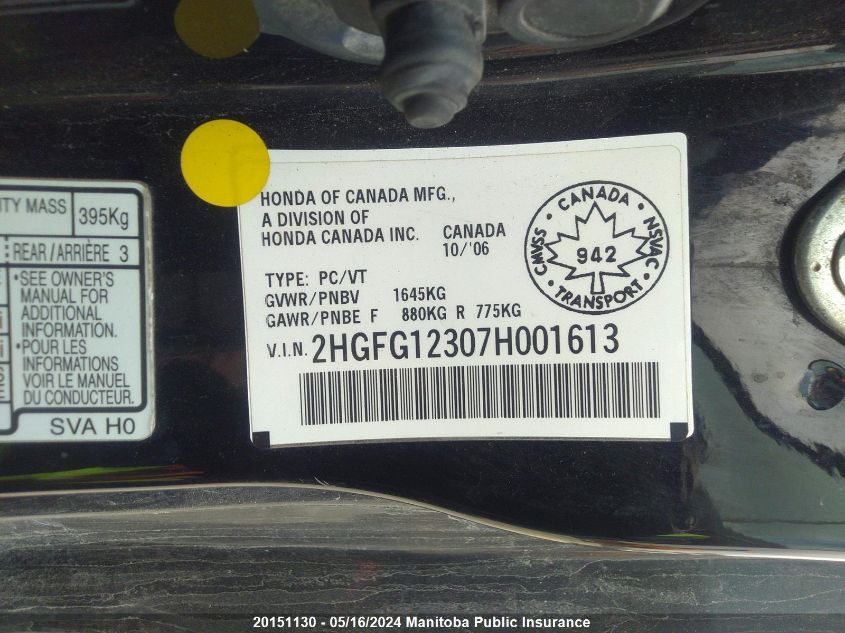 ITY MASS 395Kg
REAR/ARRIÈRE 3
•SEE OWNER'S
MANUAL FOR
ADDITIONAL
INFORMATION.
•POUR LES
INFORMATIONS
VOIR LE MANUEL
DU CONDUCTEUR.
SVA H0
HONDA OF CANADA MFG.,
A DIVISION OF
HONDA CANADA INC. CANADA
10/'06
TYPE: PC/VT
GVWR/PNBV 1645KG
GAWR/PNBE F 880KG R 775KG
V.I.N. 2HGFG12307H001613
CANADA
CMVSS 942 NSVAC
TRANSPORT
20151130 - 05/16/2024 Manitoba Public Insurance